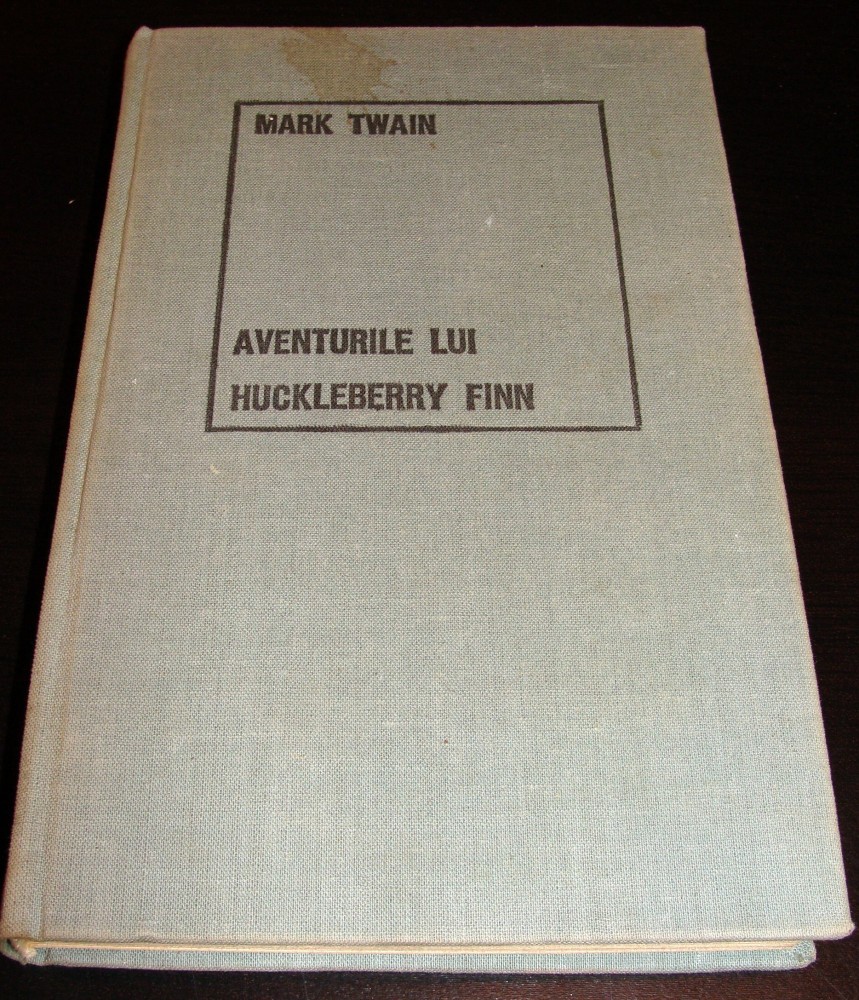 MARK TWAIN
AVENTURILE LUI
HUCKLEBERRY FINN